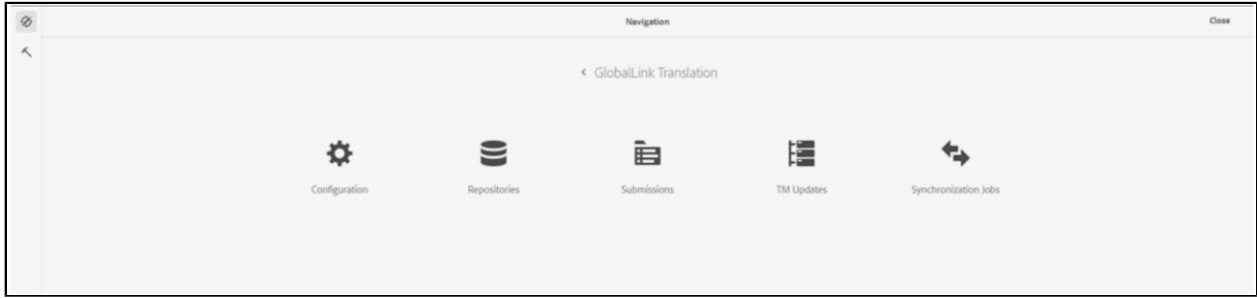 Navigation
Close
GlobalLink Translation
Configuration
Repositories
Submissions
TM Updates
Synchronization Jobs